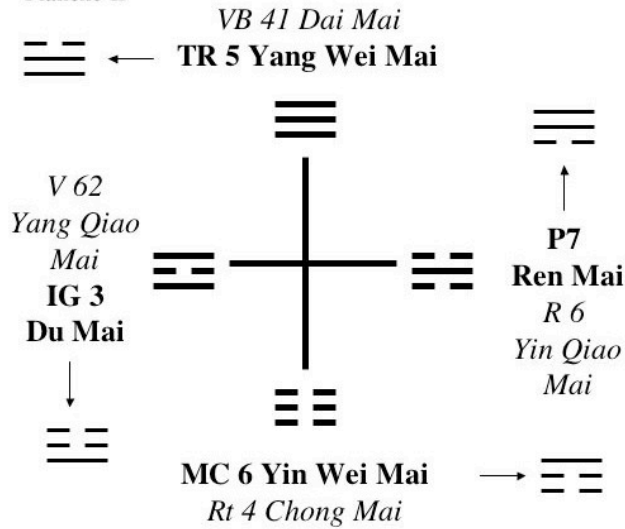 VB 41 Dai Mai
TR 5 Yang Wei Mai
V 62
Yang Qiao
Mai
IG 3
Du Mai
P7
Ren Mai
R 6
Yin Qiao
Mai
MC 6 Yin Wei Mai
Rt 4 Chong Mai